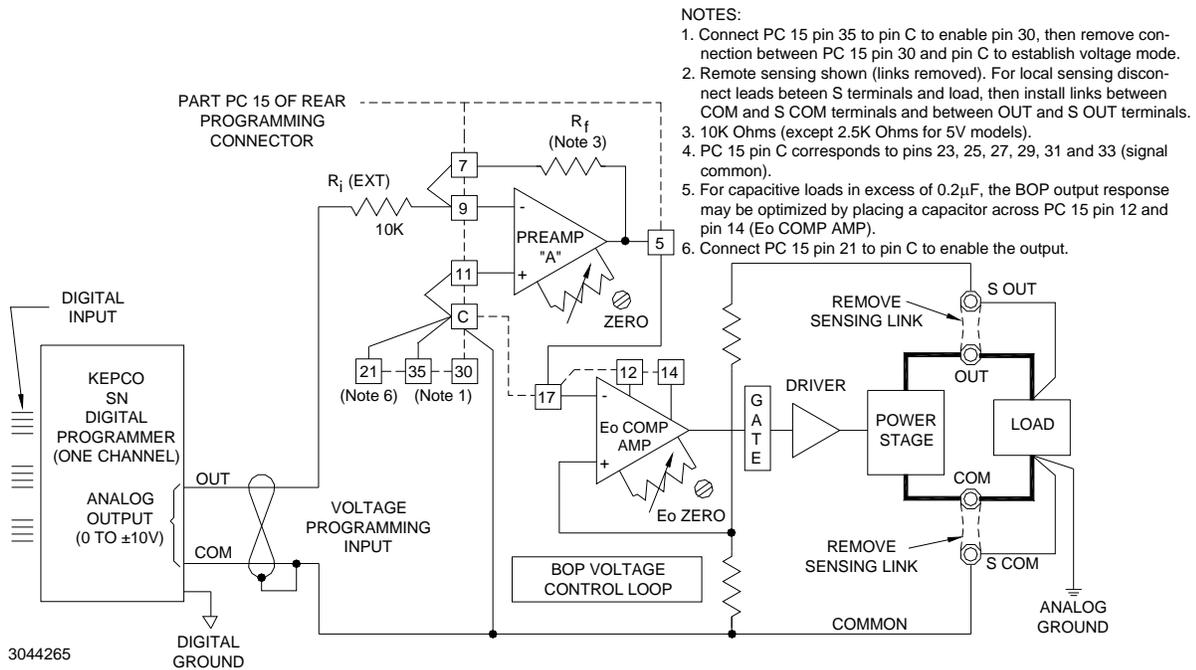 NOTES:
1. Connect PC 15 pin 35 to pin C to enable pin 30, then remove con-
nection between PC 15 pin 30 and pin C to establish voltage mode.
2. Remote sensing shown (links removed). For local sensing discon-
nect leads beteen S terminals and load, then install links between
COM and S COM terminals and between OUT and S OUT terminals.
3. 10K Ohms (except 2.5K Ohms for 5V models).
4. PC 15 pin C corresponds to pins 23, 25, 27, 29, 31 and 33 (signal
common).
5. For capacitive loads in excess of 0.2µF, the BOP output response
may be optimized by placing a capacitor across PC 15 pin 12 and
pin 14 (Eo COMP AMP).
6. Connect PC 15 pin 21 to pin C to enable the output.
PART PC 15 OF REAR
PROGRAMMING
CONNECTOR
Rf
(Note 3)
7
Ri (EXT)
10K
9
-
PREAMP
"A"
5
11
+
ZERO
C
21
35
30
(Note 6)
(Note 1)
DIGITAL
INPUT
KEPCO
SN
DIGITAL
PROGRAMMER
(ONE CHANNEL)
ANALOG
OUTPUT
(0 TO ±10V)
OUT
COM
VOLTAGE
PROGRAMMING
INPUT
DIGITAL
GROUND
17
12
14
-
Eo COMP
AMP
+
Eo ZERO
GATE
DRIVER
POWER
STAGE
LOAD
REMOVE
SENSING LINK
S OUT
OUT
COM
REMOVE
SENSING LINK
S COM
BOP VOLTAGE
CONTROL LOOP
COMMON
ANALOG
GROUND
3044265